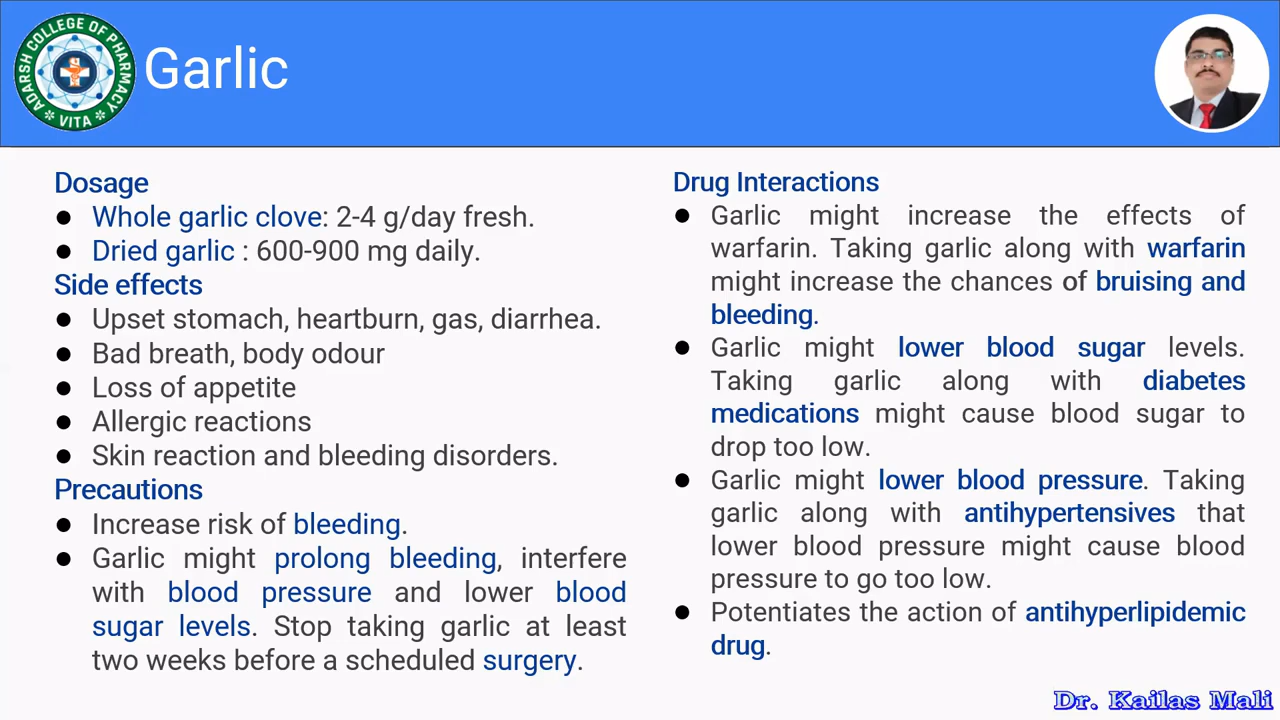 ADARSH COLLEGE OF PHARMACY
VITA
Garlic
Dosage
● Whole garlic clove: 2-4 g/day fresh.
● Dried garlic : 600-900 mg daily.
Side effects
● Upset stomach, heartburn, gas, diarrhea.
● Bad breath, body odour
● Loss of appetite
● Allergic reactions
● Skin reaction and bleeding disorders.
Precautions
● Increase risk of bleeding.
● Garlic might prolong bleeding, interfere
with blood pressure and lower blood
sugar levels. Stop taking garlic at least
two weeks before a scheduled surgery.
Drug Interactions
● Garlic might increase the effects of
warfarin. Taking garlic along with warfarin
might increase the chances of bruising and
bleeding.
● Garlic might lower blood sugar levels.
Taking garlic along with diabetes
medications might cause blood sugar to
drop too low.
● Garlic might lower blood pressure. Taking
garlic along with antihypertensives that
lower blood pressure might cause blood
pressure to go too low.
● Potentiates the action of antihyperlipidemic
drug.
Dr. Kailas Mali